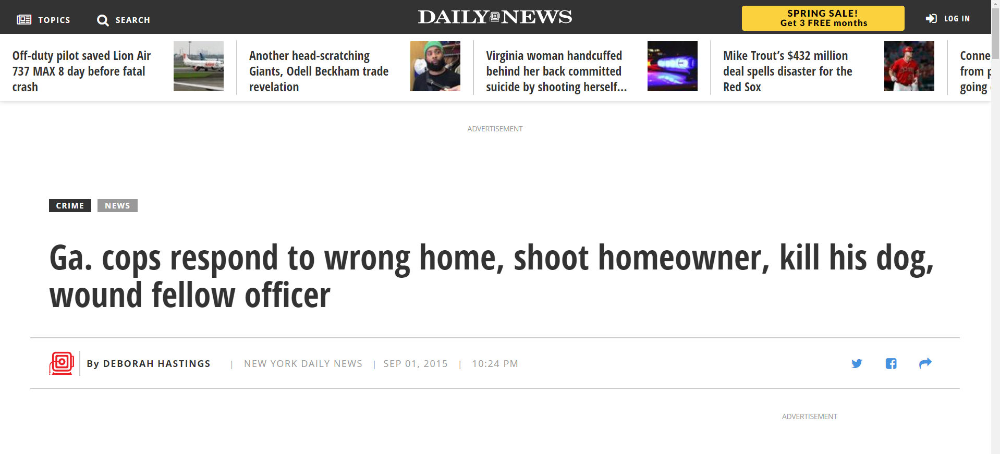 TOPICS
SEARCH
DAILY NEWS
SPRING SALE!
Get 3 FREE months
LOG IN
Off-duty pilot saved Lion Air
737 MAX 8 day before fatal
crash
Another head-scratching
Giants, Odell Beckham trade
revelation
Virginia woman handcuffed
behind her back committed
suicide by shooting herself...
Mike Trout’s $432 million
deal spells disaster for the
Red Sox
Conne
from p
going
ADVERTISEMENT
CRIME
NEWS
Ga. cops respond to wrong home, shoot homeowner, kill his dog,
wound fellow officer
By DEBORAH HASTINGS | NEW YORK DAILY NEWS | SEP 01, 2015 | 10:24 PM
ADVERTISEMENT